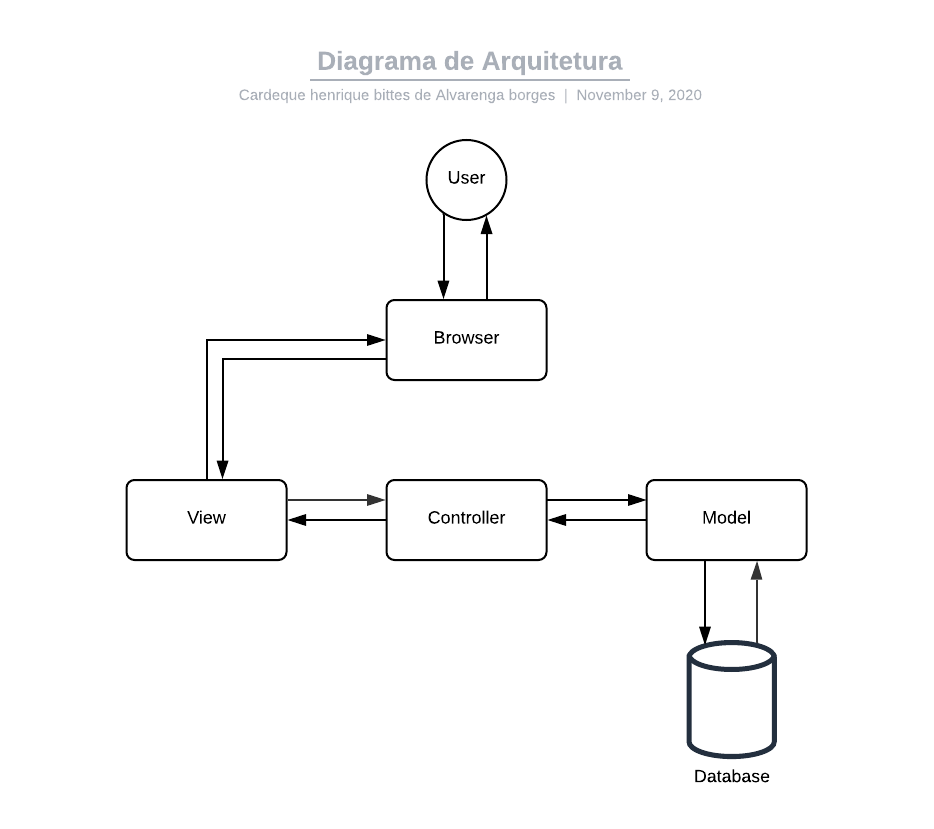 Diagrama de Arquitetura
Cardeque henrique bittes de Alvarenga borges | November 9, 2020
User
Browser
View
Controller
Model
Database